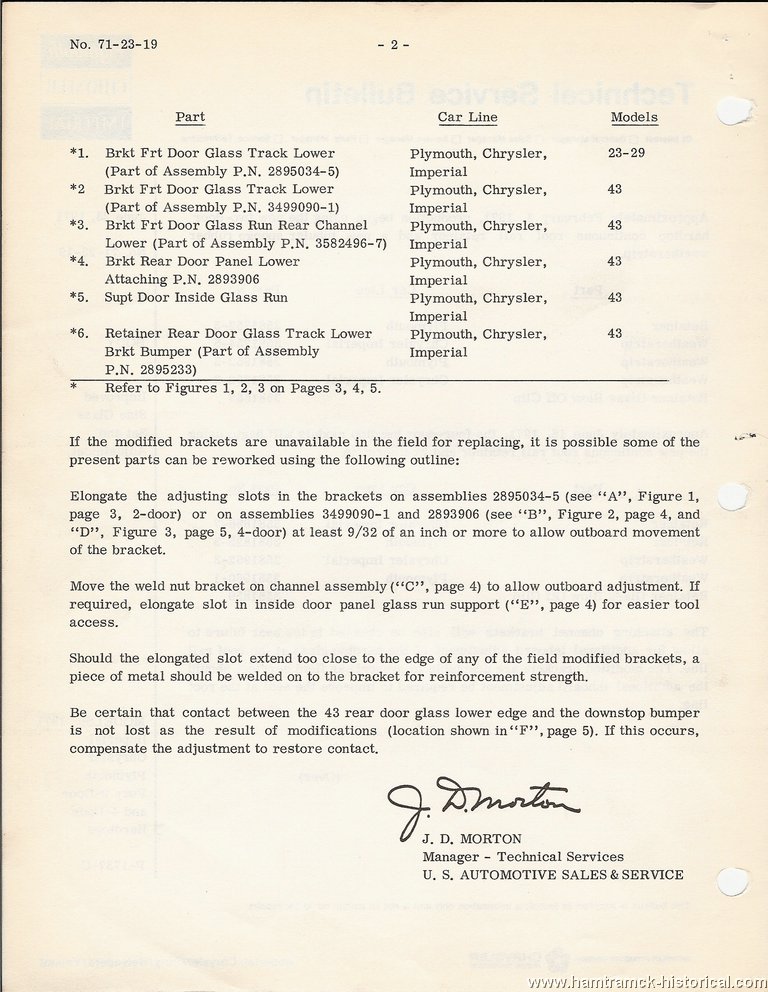 No. 71-23-19
- 2 -
Part Car Line Models
*1. Brkt Frt Door Glass Track Lower Plymouth, Chrysler, 23-29
(Part of Assembly P.N. 2895034-5) Imperial
*2 Brkt Frt Door Glass Track Lower Plymouth, Chrysler, 43
(Part of Assembly P.N. 3499090-1) Imperial
*3. Brkt Frt Door Glass Run Rear Channel Plymouth, Chrysler, 43
Lower (Part of Assembly P.N. 3582496-7) Imperial
*4. Brkt Rear Door Panel Lower Plymouth, Chrysler, 43
Attaching P.N. 2893906 Imperial
*5. Supt Door Inside Glass Run Plymouth, Chrysler, 43
Imperial
*6. Retainer Rear Door Glass Track Lower Plymouth, Chrysler, 43
Brkt Bumper (Part of Assembly Imperial
P.N. 2895233)
* Refer to Figures 1, 2, 3 on Pages 3, 4, 5.
If the modified brackets are unavailable in the field for replacing, it is possible some of the
present parts can be reworked using the following outline:
Elongate the adjusting slots in the brackets on assemblies 2895034-5 (see "A", Figure 1,
page 3, 2-door) or on assemblies 3499090-1 and 2893906 (see "B", Figure 2, page 4, and
"D", Figure 3, page 5, 4-door) at least 9/32 of an inch or more to allow outboard movement
of the bracket.
Move the weld nut bracket on channel assembly ("C", page 4) to allow outboard adjustment. If
required, elongate slot in inside door panel glass run support ("E", page 4) for easier tool
access.
Should the elongated slot extend too close to the edge of any of the field modified brackets, a
piece of metal should be welded on to the bracket for reinforcement strength.
Be certain that contact between the 43 rear door glass lower edge and the downstop bumper
is not lost as the result of modifications (location shown in "F", page 5). If this occurs,
compensate the adjustment to restore contact.
J. D. Morton
J. D. MORTON
Manager - Technical Services
U. S. AUTOMOTIVE SALES & SERVICE
www.hamtramck-historical.com